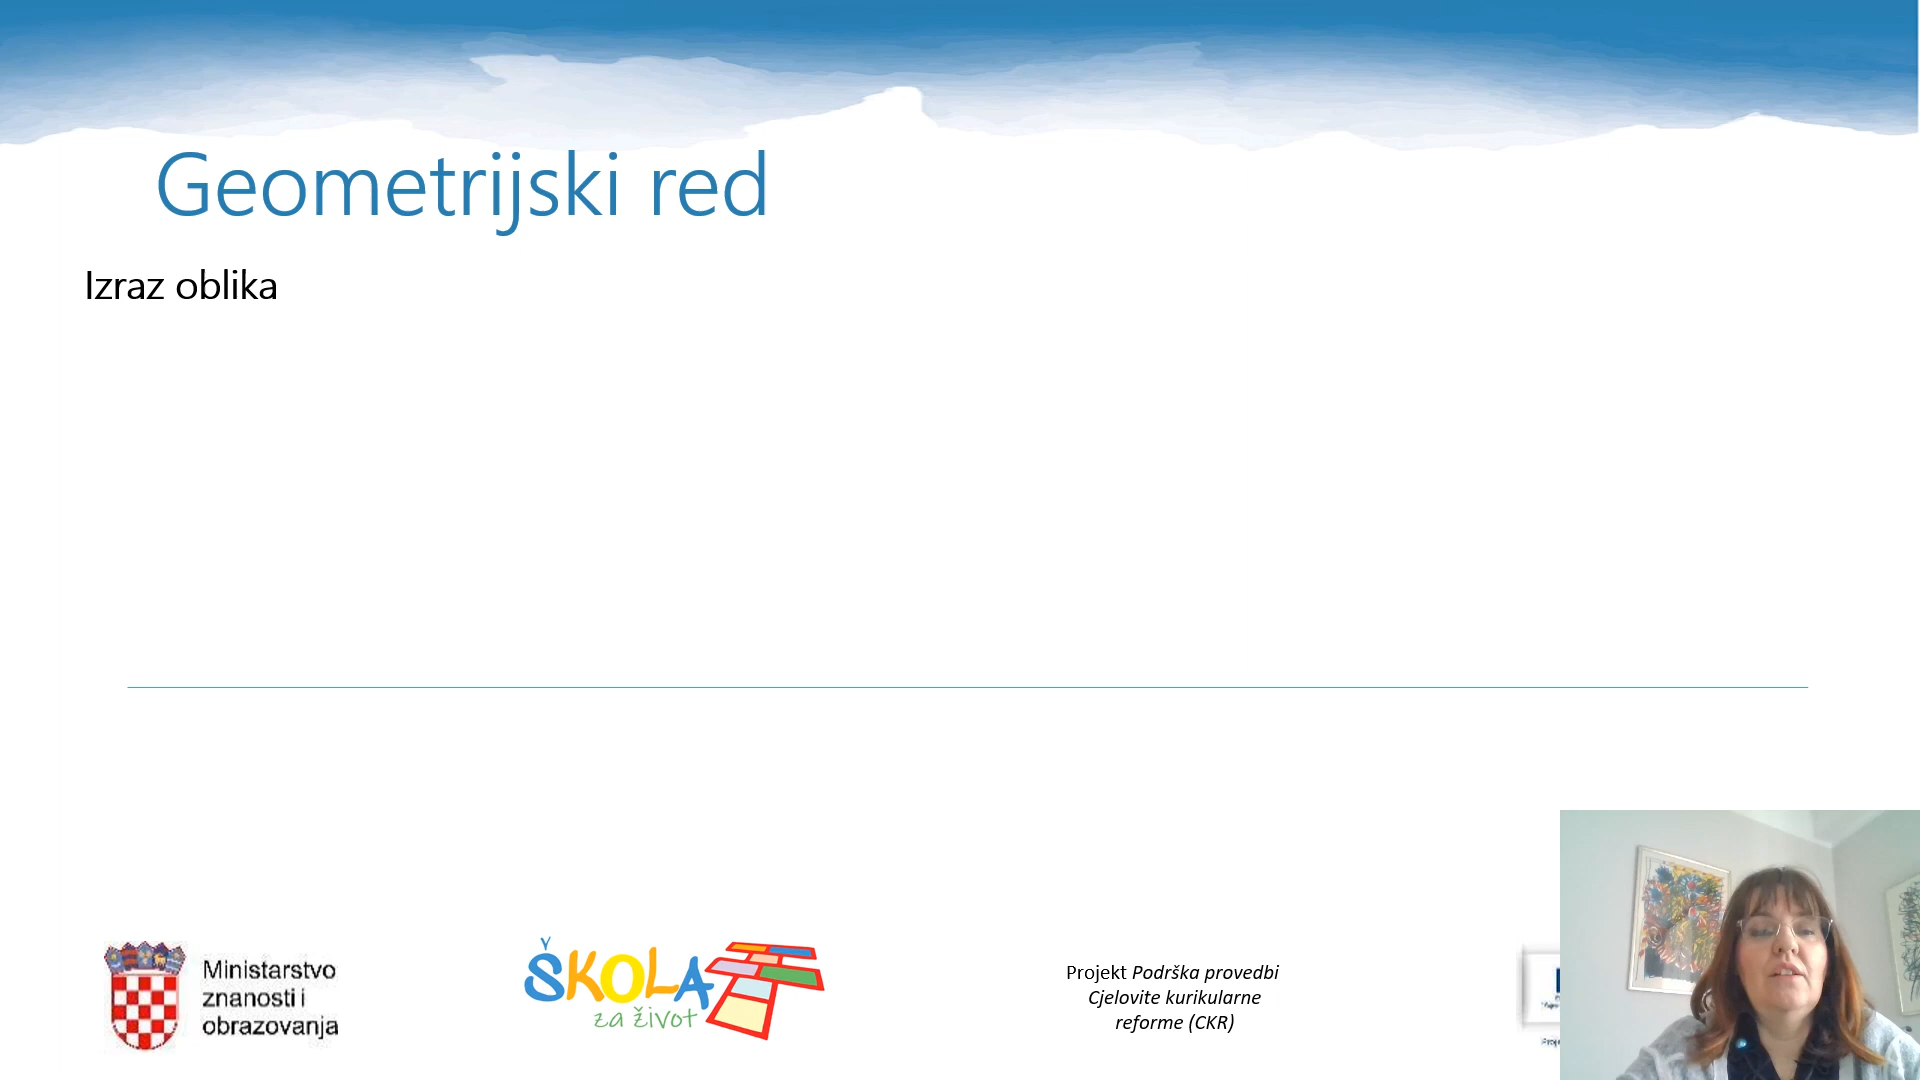 Geometrijski red
Izraz oblika
Ministarstvo
znanosti i
obrazovanja
ŠKOLA
za život
Projekt Podrška provedbi
Cjelovite kurikularne
reforme (CKR)